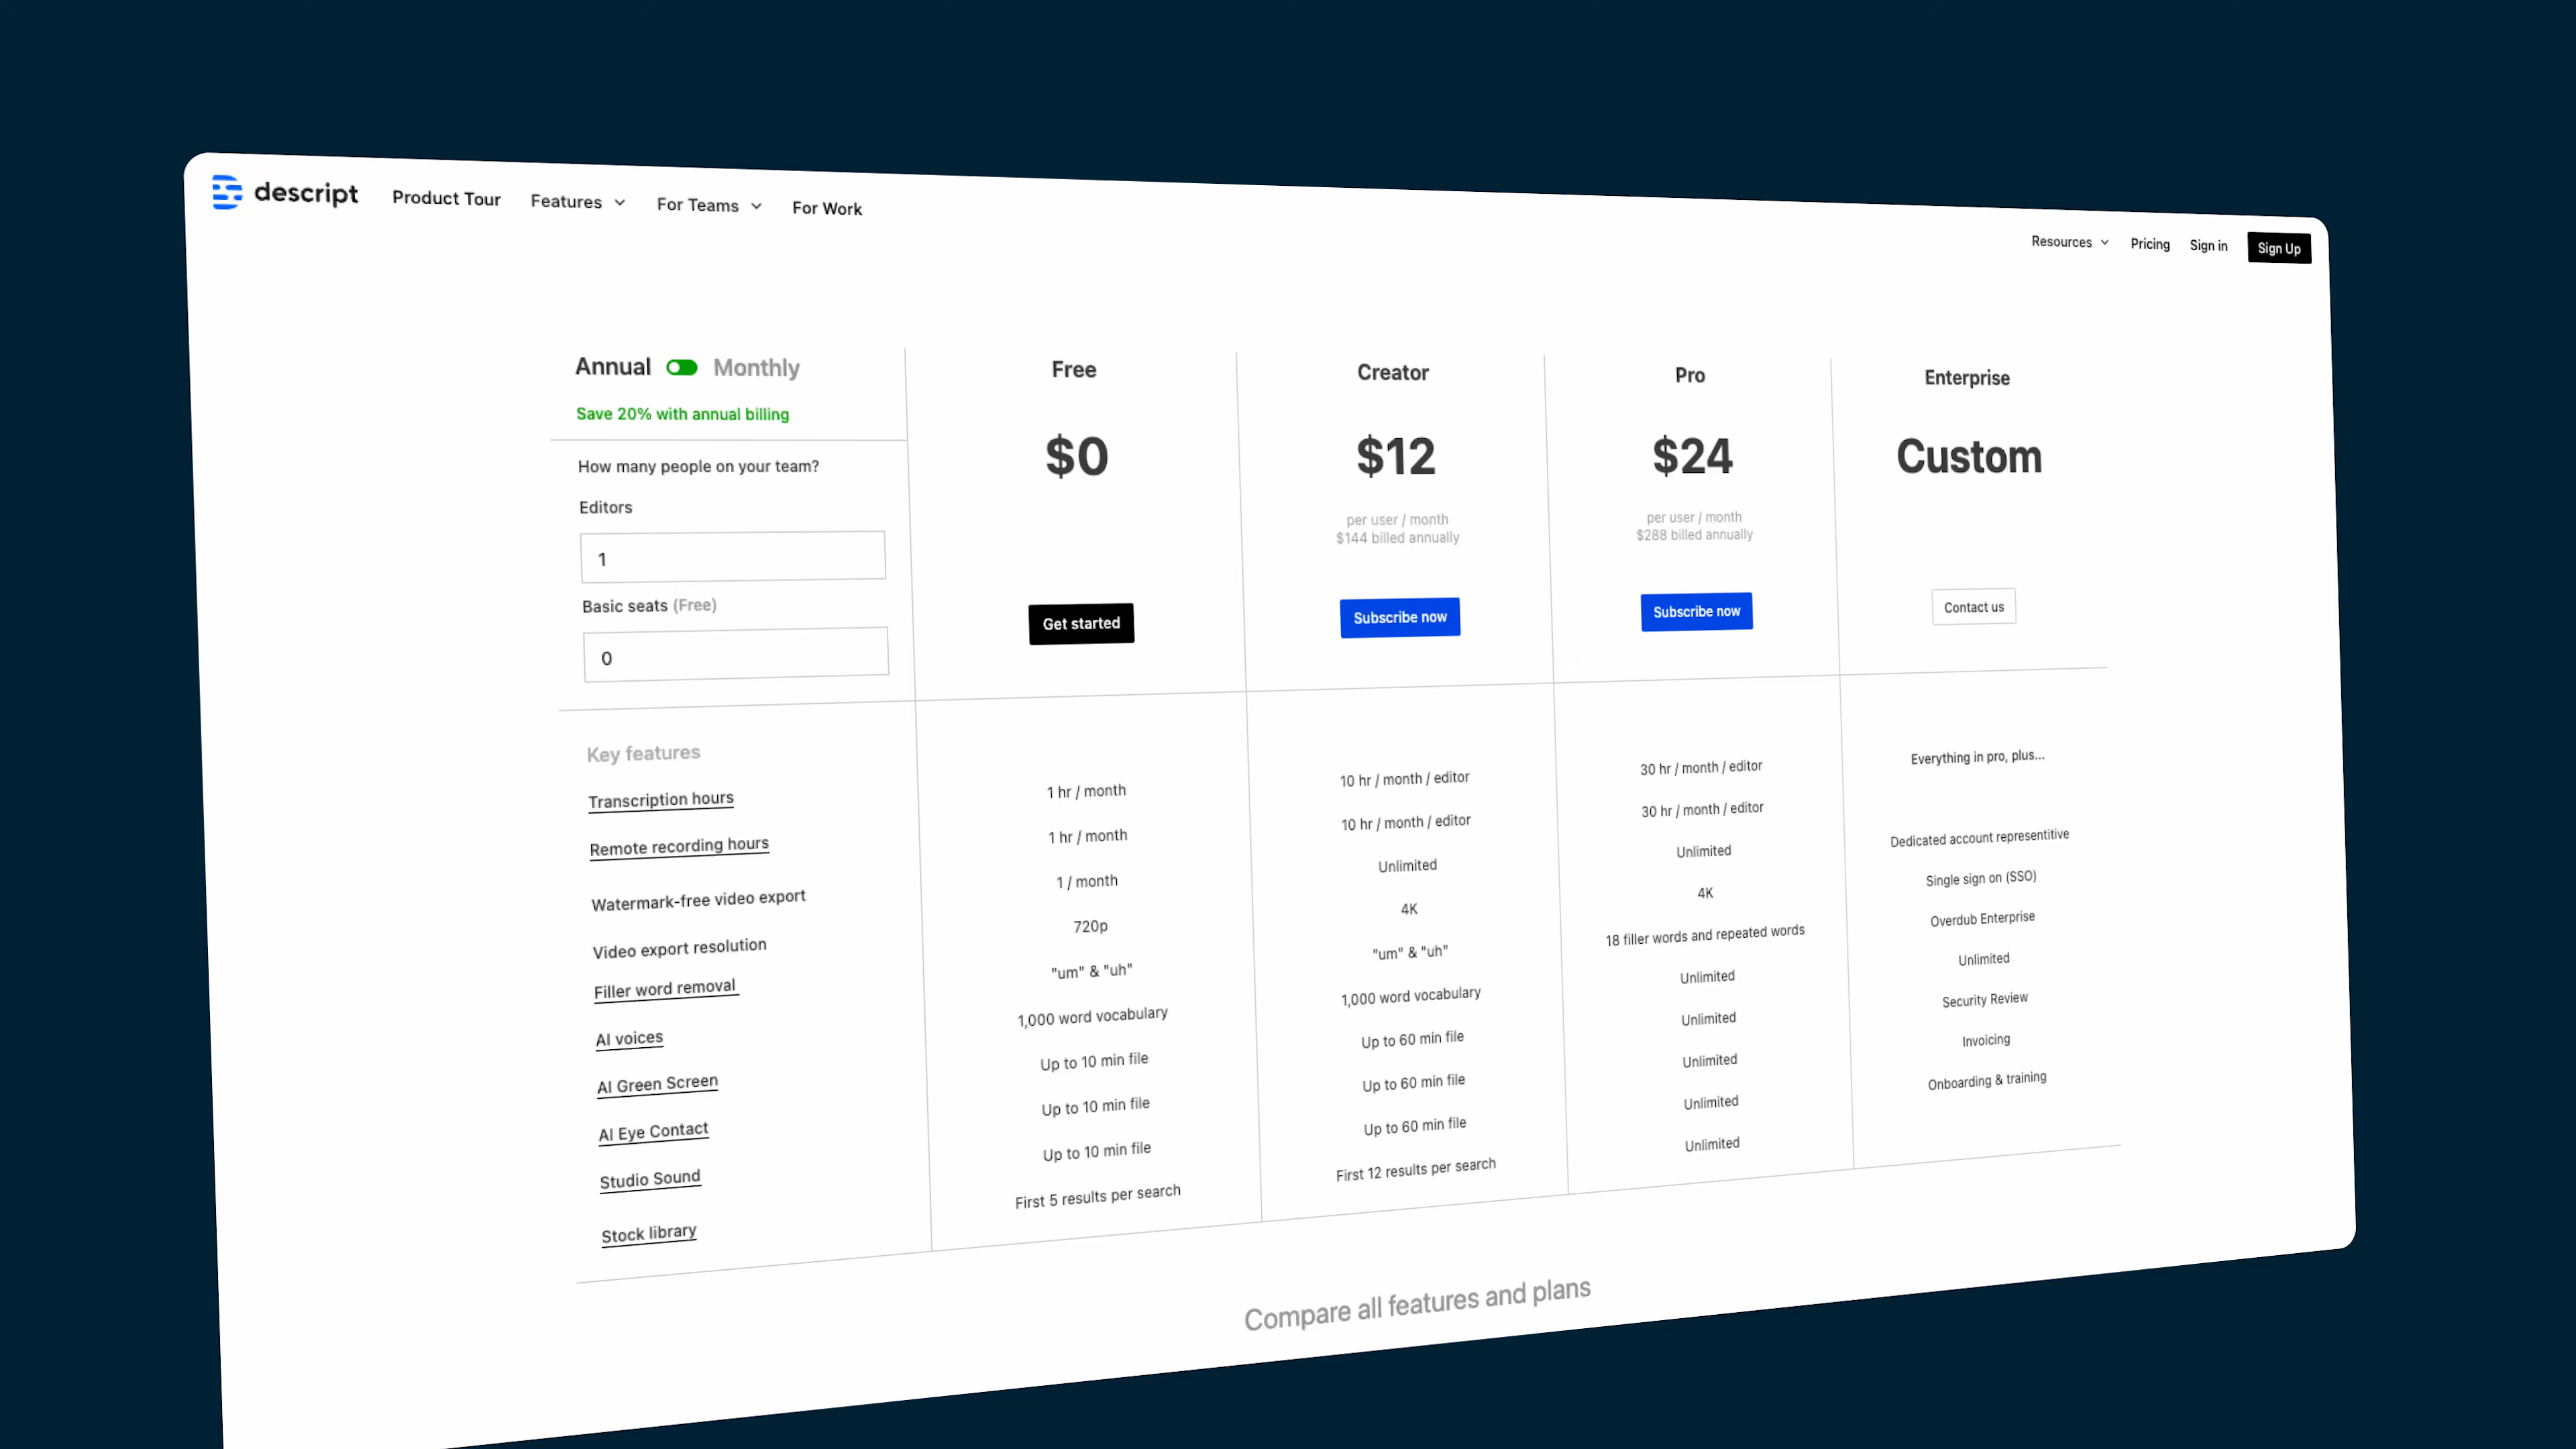 descript
Product Tour
Features
For Teams
For Work
Resources
Pricing
Sign in
Sign Up
Annual
Monthly
Save 20% with annual billing
How many people on your team?
Editors
1
Basic seats (Free)
0
Free
$0
Get started
Creator
$12
per user / month
$144 billed annually
Subscribe now
Pro
$24
per user / month
$288 billed annually
Subscribe now
Enterprise
Custom
Contact us
Key features
Transcription hours
Remote recording hours
Watermark-free video export
Video export resolution
Filler word removal
AI voices
AI Green Screen
AI Eye Contact
Studio Sound
Stock library
1 hr / month
1 hr / month
1 / month
720p
"um" & "uh"
1,000 word vocabulary
Up to 10 min file
Up to 10 min file
Up to 10 min file
First 5 results per search
10 hr / month / editor
10 hr / month / editor
Unlimited
4K
"um" & "uh"
1,000 word vocabulary
Up to 60 min file
Up to 60 min file
Up to 60 min file
First 12 results per search
30 hr / month / editor
30 hr / month / editor
Unlimited
4K
18 filler words and repeated words
Unlimited
Unlimited
Unlimited
Unlimited
Unlimited
Everything in pro, plus...
Dedicated account representitive
Single sign on (SSO)
Overdub Enterprise
Unlimited
Security Review
Invoicing
Onboarding & training
Compare all features and plans